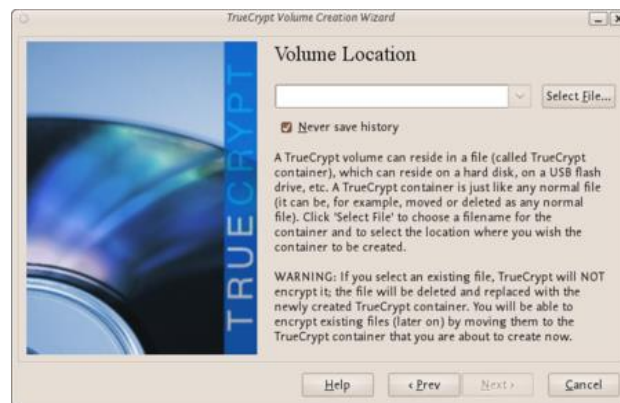 TrueCrypt Volume Creation Wizard
TRUECRYPT
Volume Location
Select File...
Never save history
A TrueCrypt volume can reside in a file (called TrueCrypt
container), which can reside on a hard disk, on a USB flash
drive, etc. A TrueCrypt container is just like any normal file
(it can be, for example, moved or deleted as any normal
file). Click 'Select File' to choose a filename for the
container and to select the location where you wish the
container to be created.
WARNING: If you select an existing file, TrueCrypt will NOT
encrypt it; the file will be deleted and replaced with the
newly created TrueCrypt container. You will be able to
encrypt existing files (later on) by moving them to the
TrueCrypt container that you are about to create now.
Help < Prev Next > Cancel